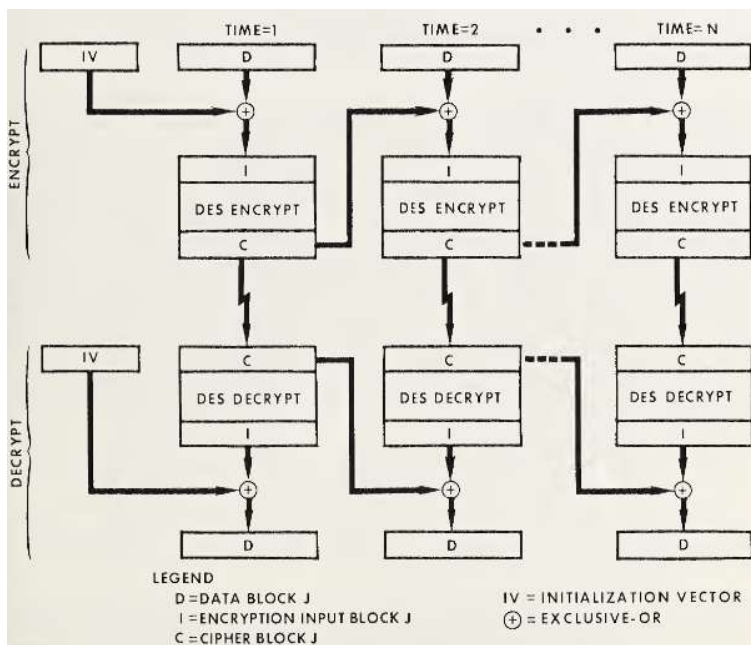 TIME=1 TIME=2 • • • TIME= N
IV D D D
+ + +
ENCRYPT
I I I
DES ENCRYPT DES ENCRYPT DES ENCRYPT
C C C
IV C C C
DES DECRYPT DES DECRYPT DES DECRYPT
I I I
DECRYPT
+ + +
D D D
LEGEND
D = DATA BLOCK J
I = ENCRYPTION INPUT BLOCK J
C = CIPHER BLOCK J
IV = INITIALIZATION VECTOR
+ = EXCLUSIVE-OR